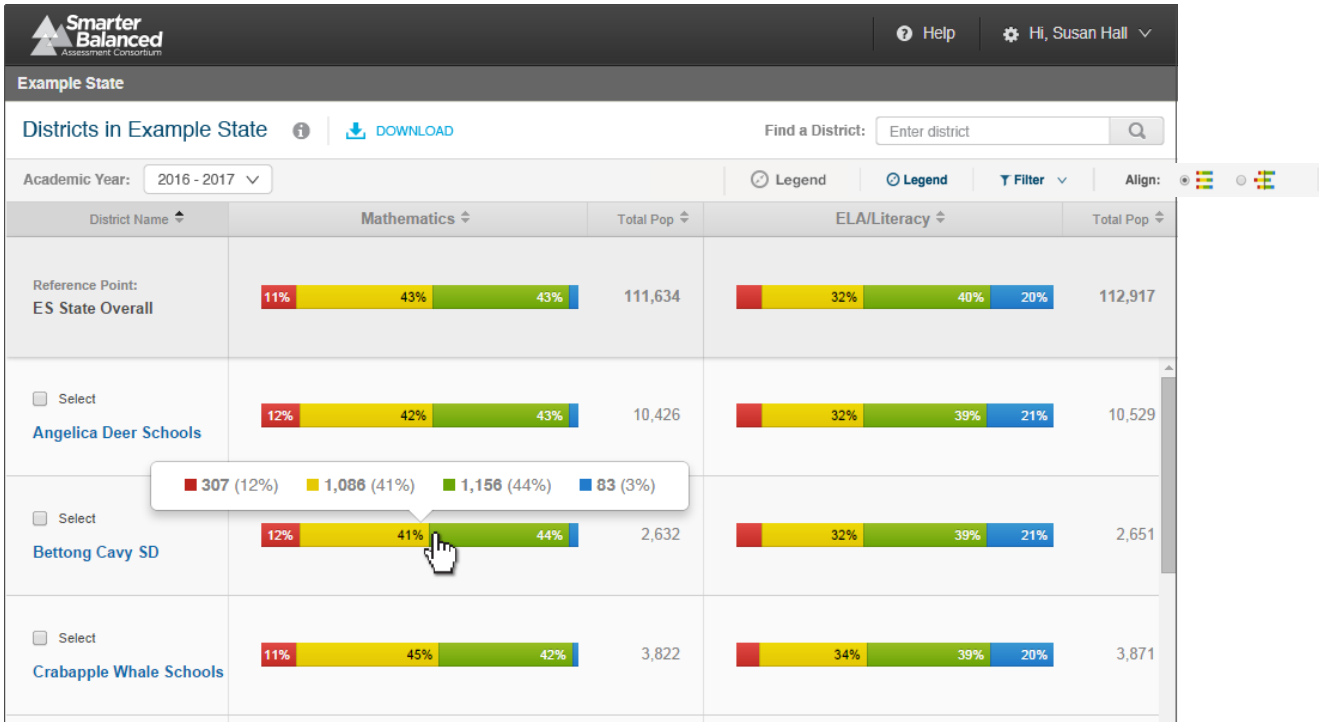 Smarter
Balanced
Assessment Consortium
Help
Hi, Susan Hall
Example State
Districts in Example State
DOWNLOAD
Find a District:
Enter district
Academic Year:
2016 - 2017
Legend
Legend
Filter
Align:
District Name
Mathematics
Total Pop
ELA/Literacy
Total Pop
Reference Point:
ES State Overall
11% 43% 43%
111,634
32% 40% 20%
112,917
Select
Angelica Deer Schools
12% 42% 43%
10,426
32% 39% 21%
10,529
307 (12%) 1,086 (41%) 1,156 (44%) 83 (3%)
Select
Bettong Cavy SD
12% 41% 44%
2,632
32% 39% 21%
2,651
Select
Crabapple Whale Schools
11% 45% 42%
3,822
34% 39% 20%
3,871